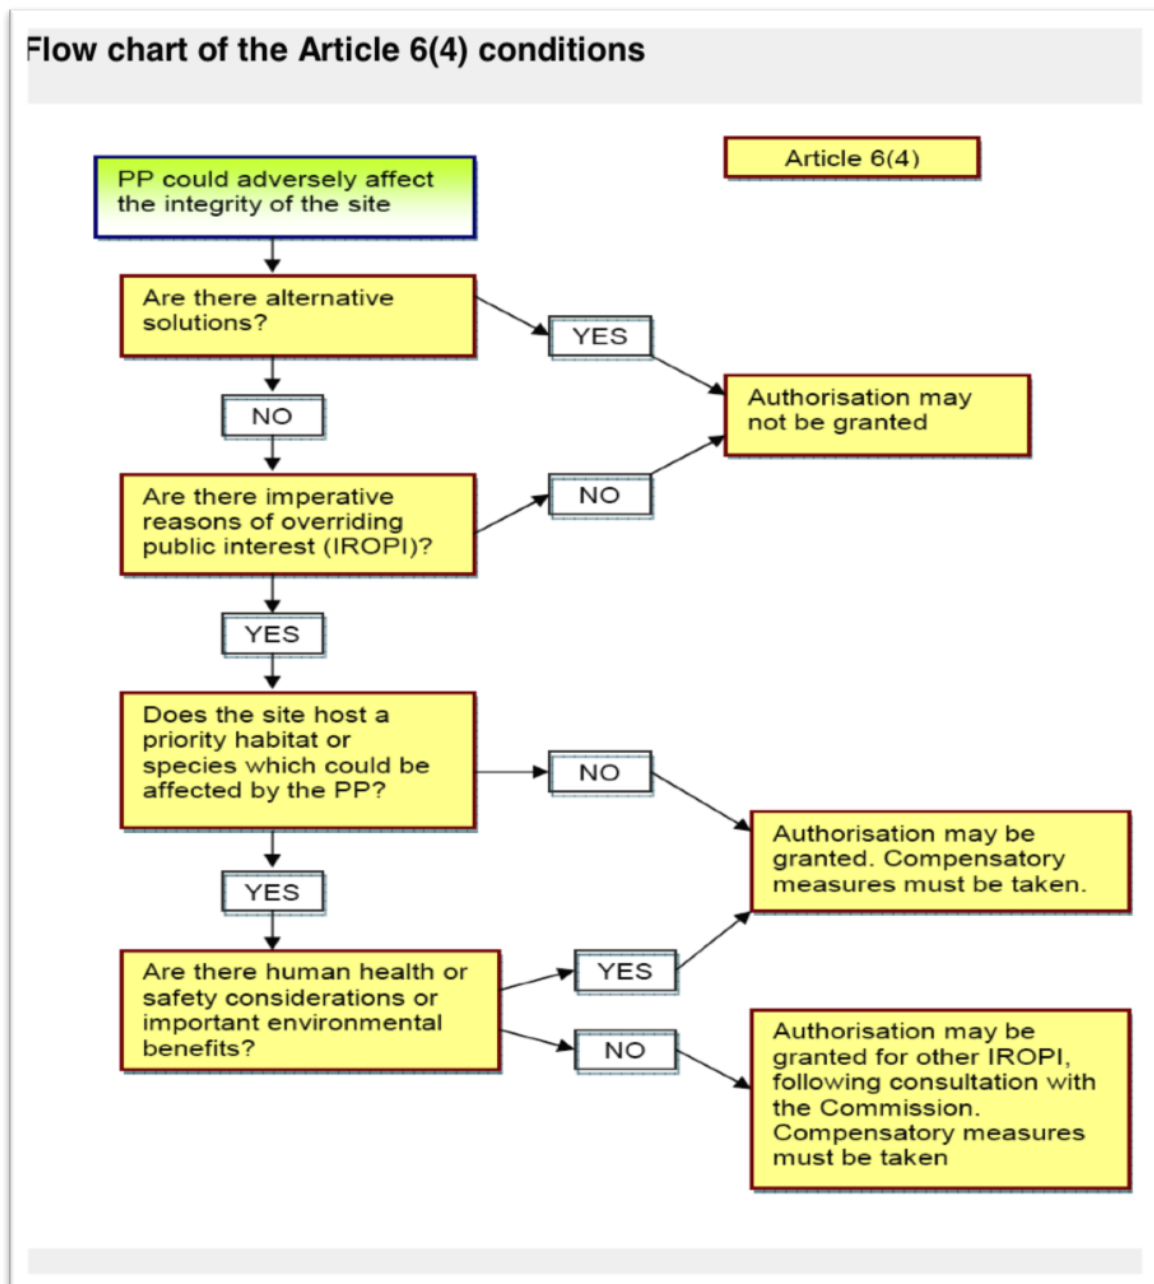 Flow chart of the Article 6(4) conditions
Article 6(4)
PP could adversely affect
the integrity of the site
Are there alternative
solutions?
YES
NO
Authorisation may
not be granted
Are there imperative
reasons of overriding
public interest (IROPI)?
NO
YES
Does the site host a
priority habitat or
species which could be
affected by the PP?
NO
YES
Authorisation may be
granted. Compensatory
measures must be taken.
Are there human health or
safety considerations or
important environmental
benefits?
YES
NO
Authorisation may be
granted for other IROPI,
following consultation with
the Commission.
Compensatory measures
must be taken